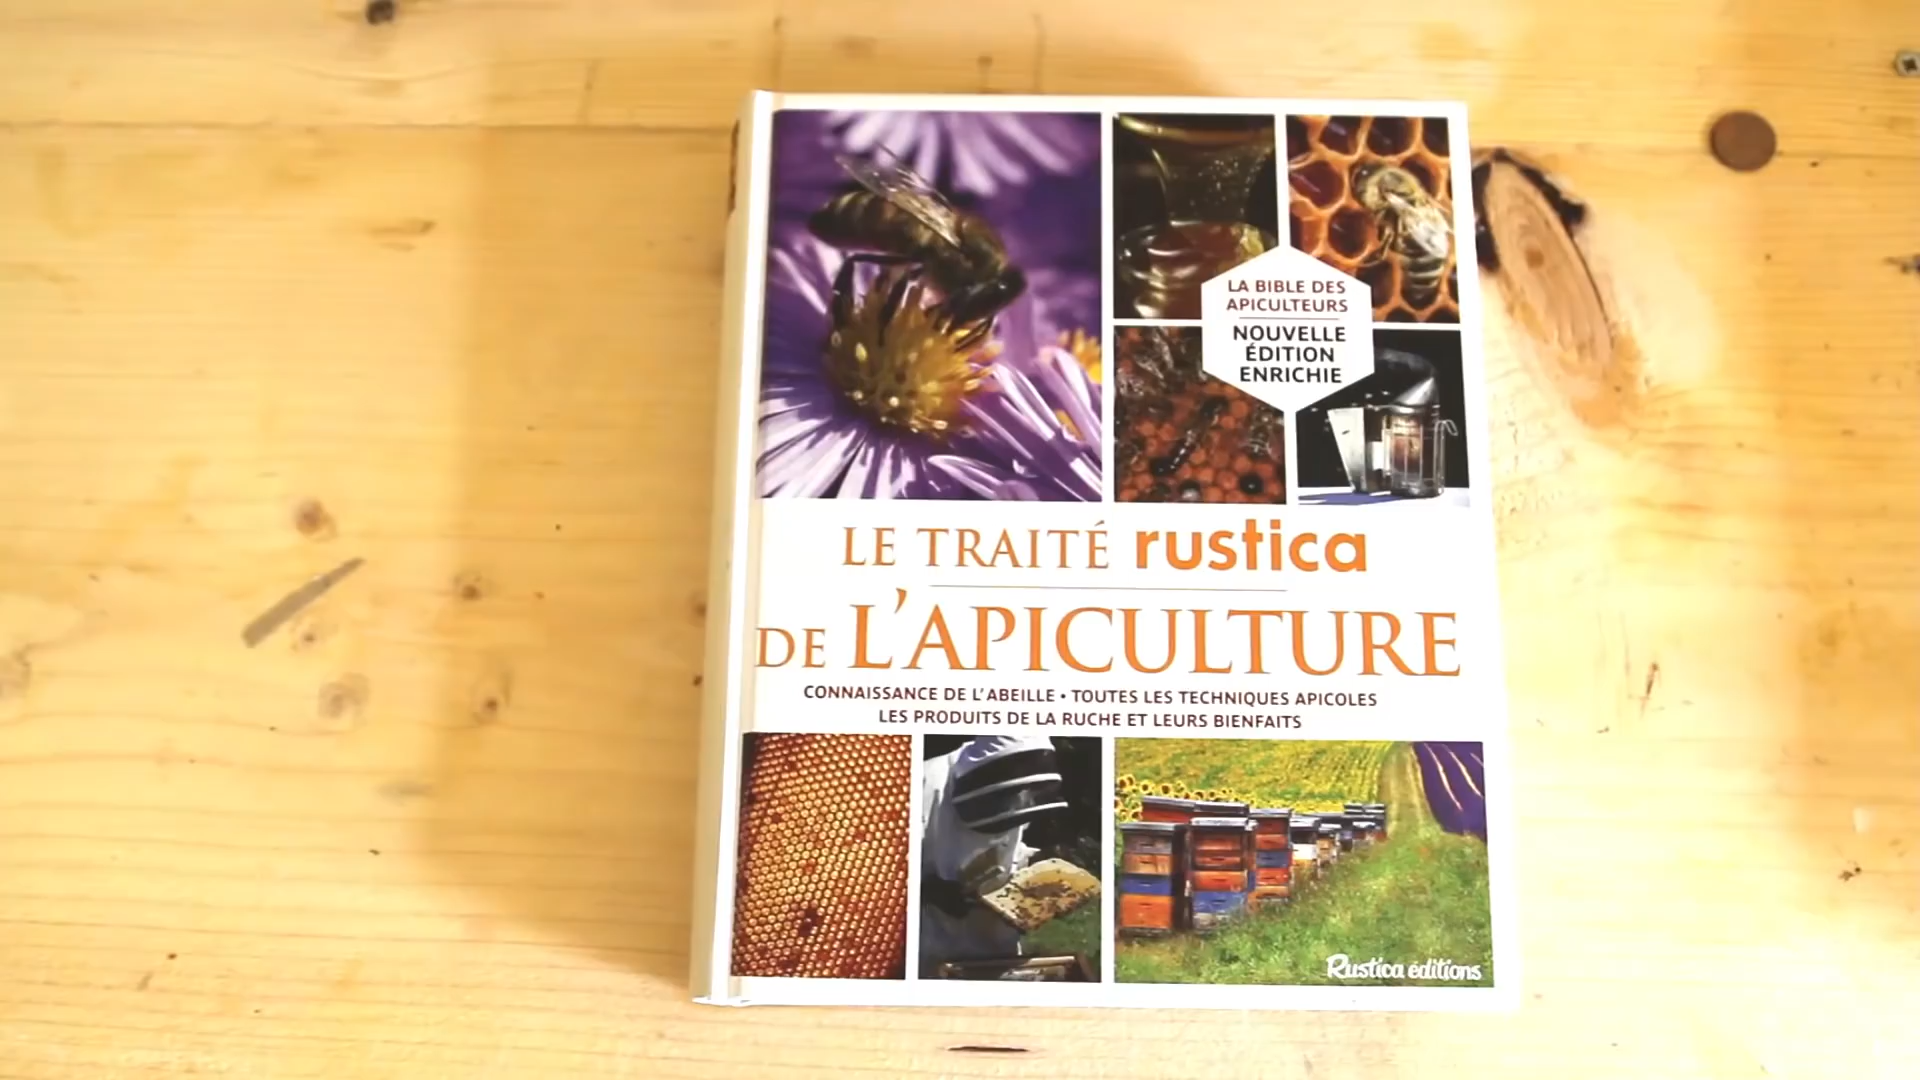 LA BIBLE DES
APICULTEURS
NOUVELLE
ÉDITION
ENRICHIE
LE TRAITÉ rustica
DE L'APICULTURE
CONNAISSANCE DE L'ABEILLE • TOUTES LES TECHNIQUES APICOLES
LES PRODUITS DE LA RUCHE ET LEURS BIENFAITS
Rustica éditions